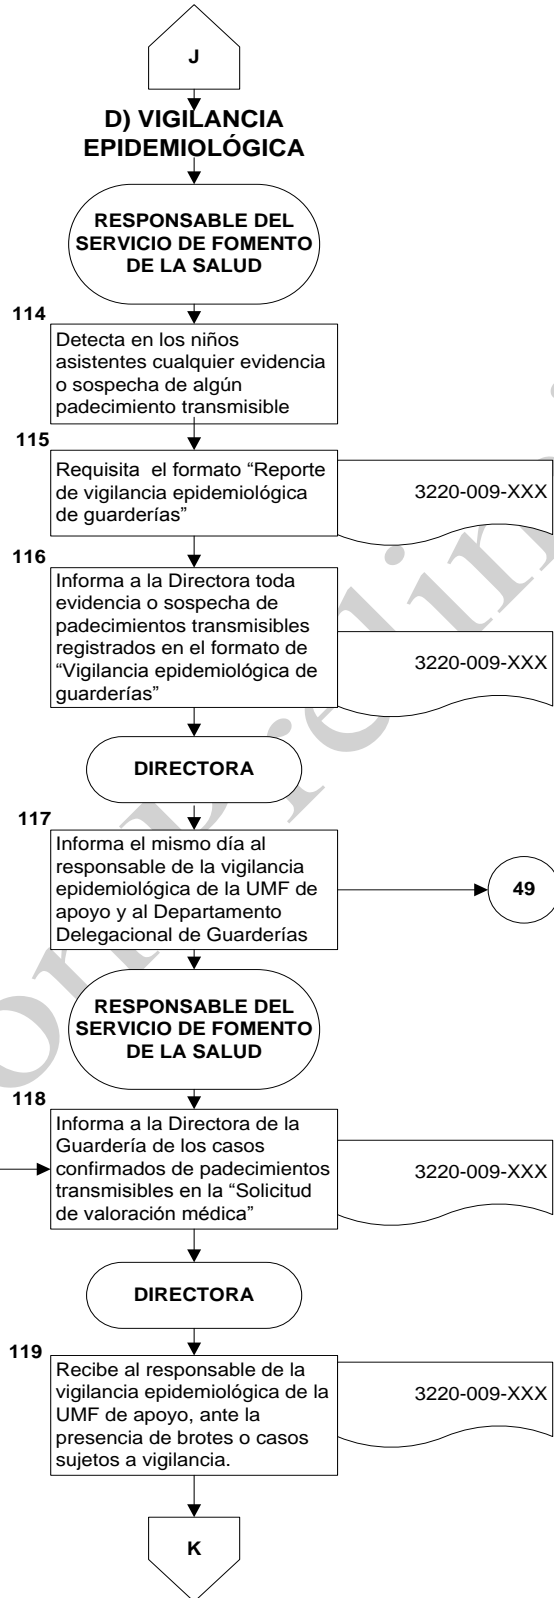 J
D) VIGILANCIA
EPIDEMIOLÓGICA
RESPONSABLE DEL
SERVICIO DE FOMENTO
DE LA SALUD
114
Detecta en los niños
asistentes cualquier evidencia
o sospecha de algún
padecimiento transmisible
115
Requisita el formato “Reporte
de vigilancia epidemiológica
de guarderías”
3220-009-XXX
116
Informa a la Directora toda
evidencia o sospecha de
padecimientos transmisibles
registrados en el formato de
“Vigilancia epidemiológica de
guarderías”
3220-009-XXX
DIRECTORA
117
Informa el mismo día al
responsable de la vigilancia
epidemiológica de la UMF de
apoyo y al Departamento
Delegacional de Guarderías
49
RESPONSABLE DEL
SERVICIO DE FOMENTO
DE LA SALUD
118
Informa a la Directora de la
Guardería de los casos
confirmados de padecimientos
transmisibles en la “Solicitud
de valoración médica”
3220-009-XXX
DIRECTORA
119
Recibe al responsable de la
vigilancia epidemiológica de la
UMF de apoyo, ante la
presencia de brotes o casos
sujetos a vigilancia.
3220-009-XXX
K